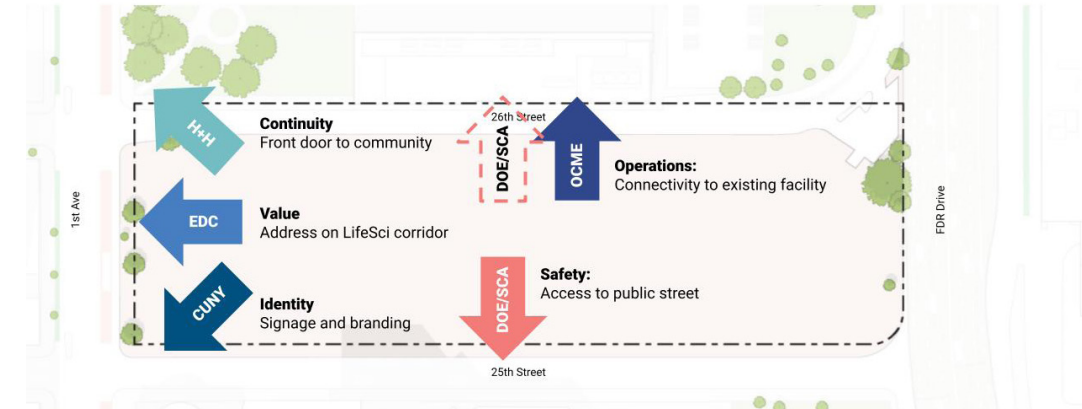 26th Street
H+H
Continuity
Front door to community
DOE/SCA
OCME
Operations:
Connectivity to existing facility
1st Ave
EDC
Value
Address on LifeSci corridor
FDR Drive
CUNY
Identity
Signage and branding
DOE/SCA
Safety:
Access to public street
25th Street